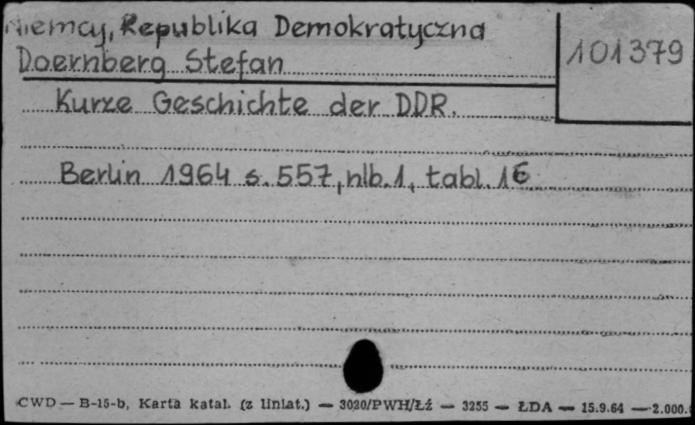 Niemcy, Republika Demokratyczna
101379
Doernberg Stefan
Kurze Geschichte der DDR.
Berlin 1964 s. 557, nlb. 1, tabl. 16
CWD — B-15-b, Karta katal. (z liniat.) — 3020/PWH/Łź — 3255 — ŁDA — 15.9.64 — 2.000.